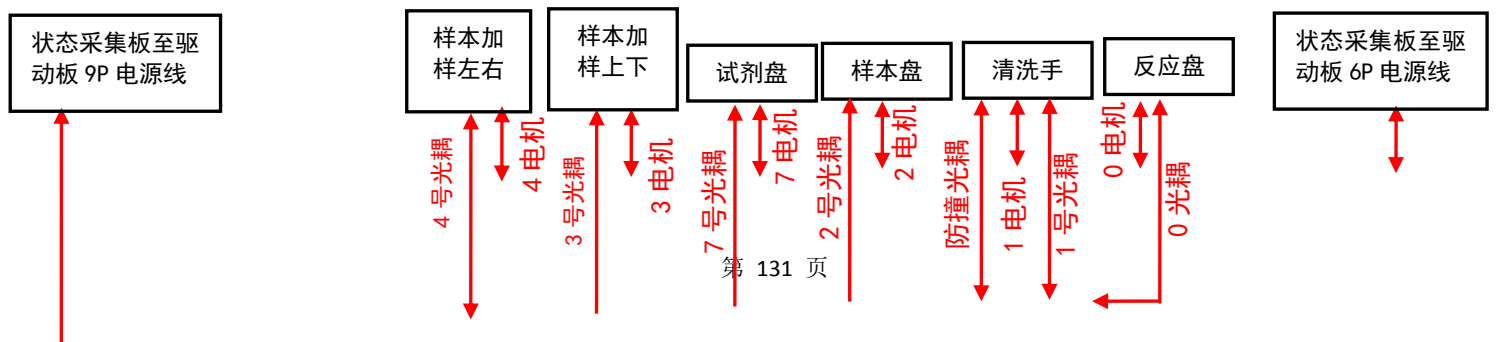 状态采集板至驱
动板 9P 电源线
样本加
样左右
样本加
样上下
试剂盘
样本盘
清洗手
反应盘
状态采集板至驱
动板 6P 电源线
4 号光耦
4 电机
3 号光耦
3 电机
7 号光耦
7 电机
2 号光耦
2 电机
防撞光耦
1 电机
1 号光耦
0 电机
0 光耦
第 131 页